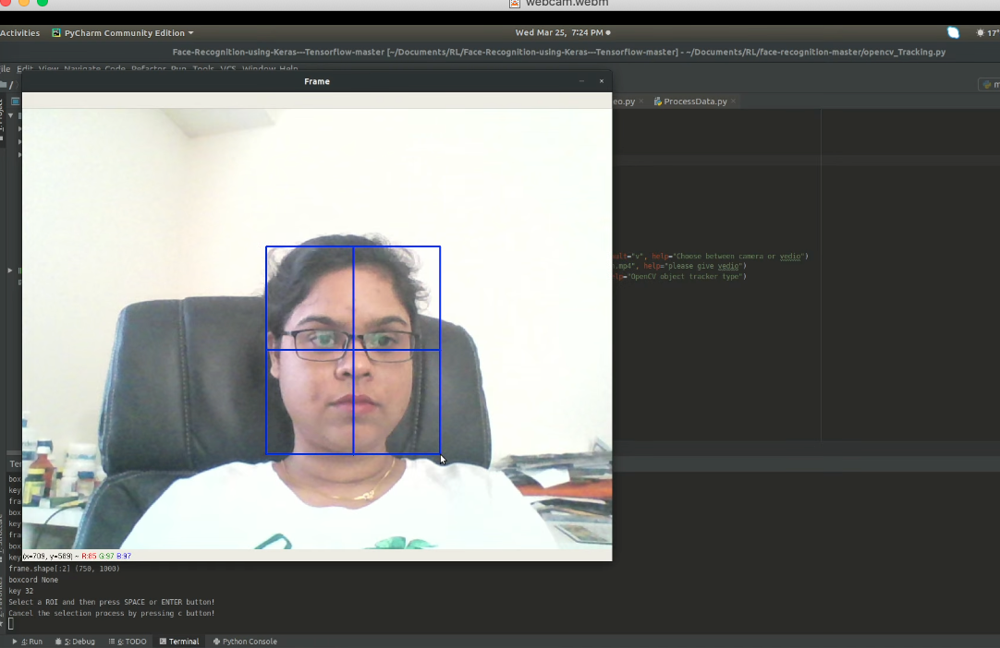 webcam.webm
Activities PyCharm Community Edition Wed Mar 25, 7:24 PM 17°
Face-Recognition-using-Keras---Tensorflow-master [~/Documents/RL/Face-Recognition-using-Keras---Tensorflow-master] - ~/Documents/RL/face-recognition-master/opencv_Tracking.py
Edit View Navigate Code Refactor Run Tools VCS Window Help
Frame
eo.py ProcessData.py
ult="v", help="Choose between camera or vedio")
.mp4", help="please give vedio")
lp="OpenCV object tracker type")
Ter
box
key
fra
box
key
fra
box
key
(x=709, y=589) ~ R:85 G:97 B:97
frame.shape[:2] (750, 1000)
boxcord None
key 32
Select a ROI and then press SPACE or ENTER button!
Cancel the selection process by pressing c button!
4: Run 5: Debug 6: TODO Terminal Python Console